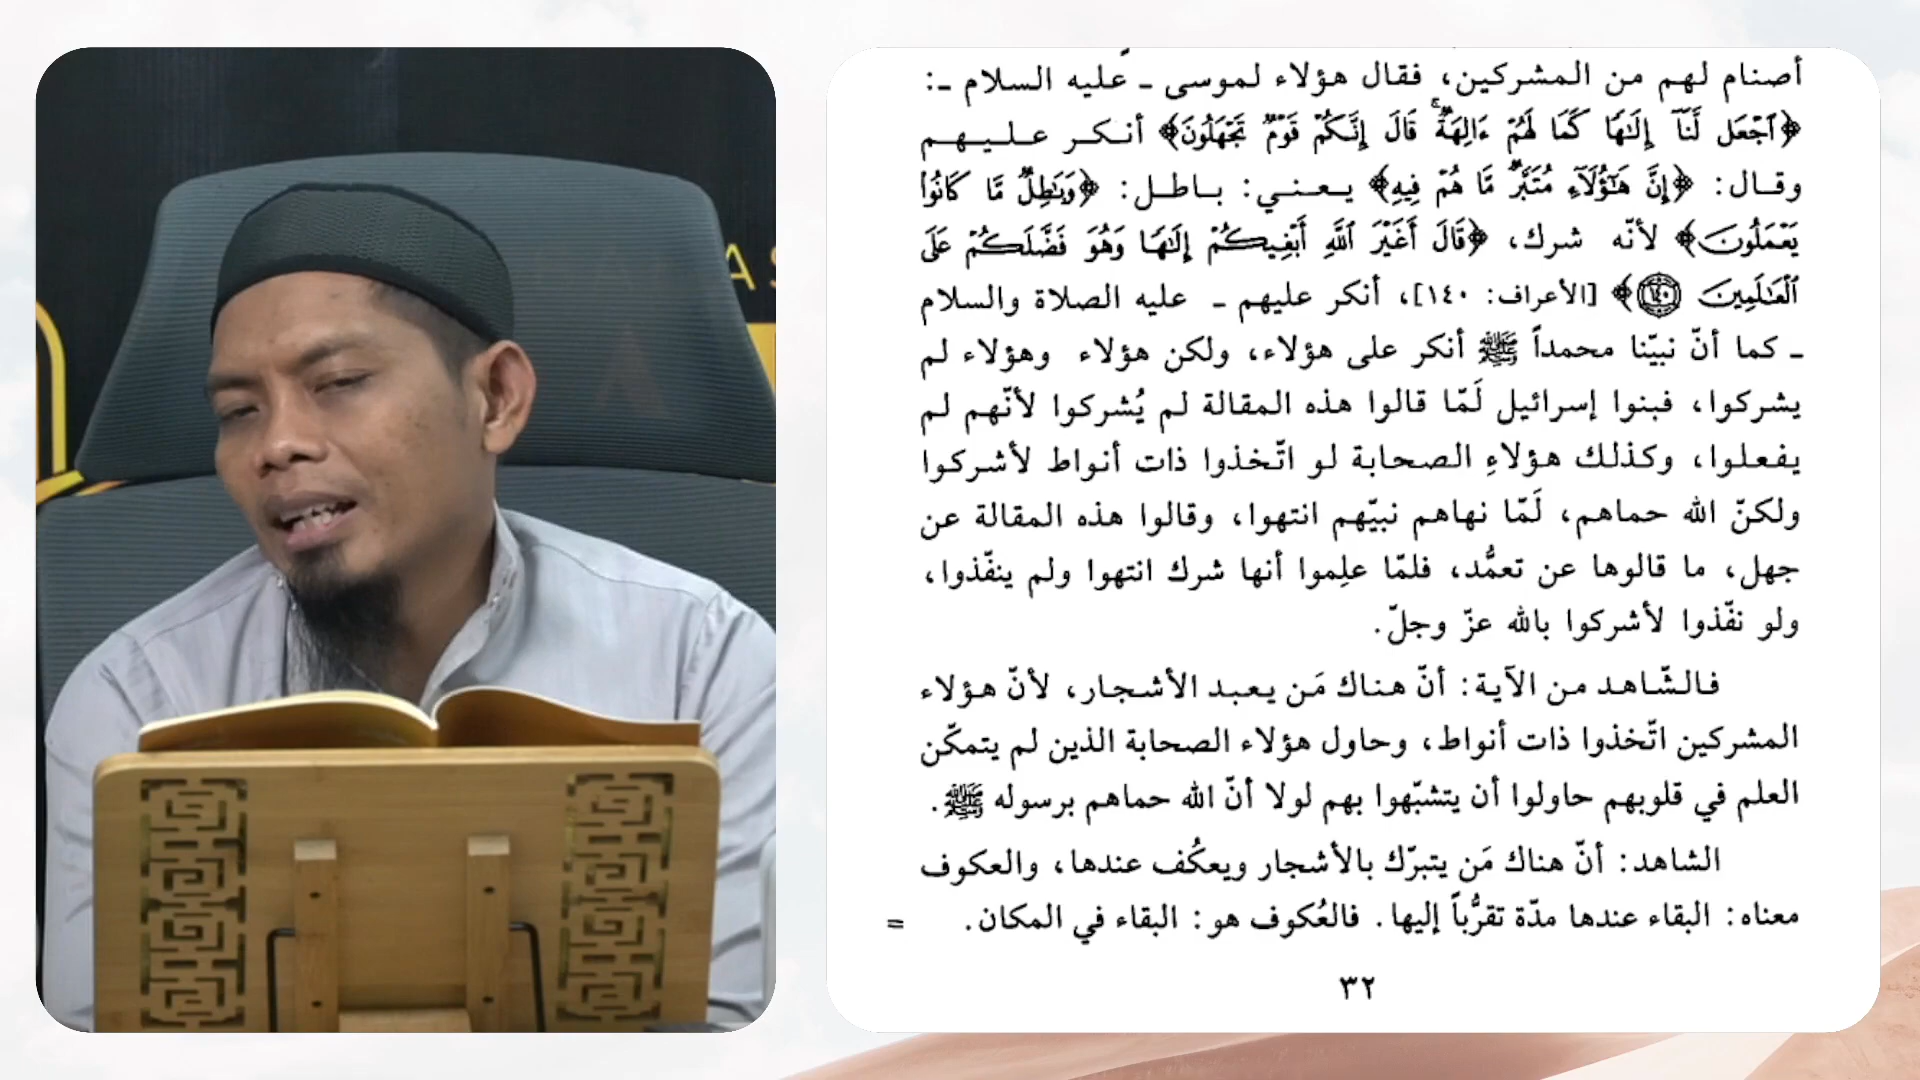 أصنام لهم من المشركين، فقال هؤلاء لموسى ـ عليه السلام ـ:
﴿ٱجۡعَل لَّنَآ إِلَـٰهٗا كَمَا لَهُمۡ ءَالِهَةٞۚ قَالَ إِنَّكُمۡ قَوۡمٞ تَجۡهَلُونَ﴾ أنكر عليهم
وقال: ﴿إِنَّ هَـٰٓؤُلَآءِ مُتَبَّرٞ مَّا هُمۡ فِيهِ﴾ يعني: باطل: ﴿وَبَـٰطِلٞ مَّا كَانُوا۟
يَعۡمَلُونَ﴾ لأنّه شرك، ﴿قَالَ أَغَيۡرَ ٱللَّهِ أَبۡغِيكُمۡ إِلَـٰهٗا وَهُوَ فَضَّلَكُمۡ عَلَى
ٱلۡعَـٰلَمِينَ ١٤٠﴾ [الأعراف: ١٤٠]، أنكر عليهم ـ عليه الصلاة والسلام
ـ كما أنّ نبيّنا محمداً ﷺ أنكر على هؤلاء، ولكن هؤلاء وهؤلاء لم
يشركوا، فبنوا إسرائيل لَمّا قالوا هذه المقالة لم يُشركوا لأنّهم لم
يفعلوا، وكذلك هؤلاءِ الصحابة لو اتّخذوا ذات أنواط لأشركوا
ولكنّ الله حماهم، لَمّا نهاهم نبيّهم انتهوا، وقالوا هذه المقالة عن
جهل، ما قالوها عن تعمُّد، فلمّا علِموا أنها شرك انتهوا ولم ينفّذوا،
ولو نفّذوا لأشركوا بالله عزّ وجلّ.
فالشّاهد من الآية: أنّ هناك مَن يعبد الأشجار، لأنّ هؤلاء
المشركين اتّخذوا ذات أنواط، وحاول هؤلاء الصحابة الذين لم يتمكّن
العلم في قلوبهم حاولوا أن يتشبّهوا بهم لولا أنّ الله حماهم برسوله ﷺ.
الشاهد: أنّ هناك مَن يتبرّك بالأشجار ويعكُف عندها، والعكوف
معناه: البقاء عندها مدّة تقرُّباً إليها. فالعُكوف هو: البقاء في المكان. =
٣٢